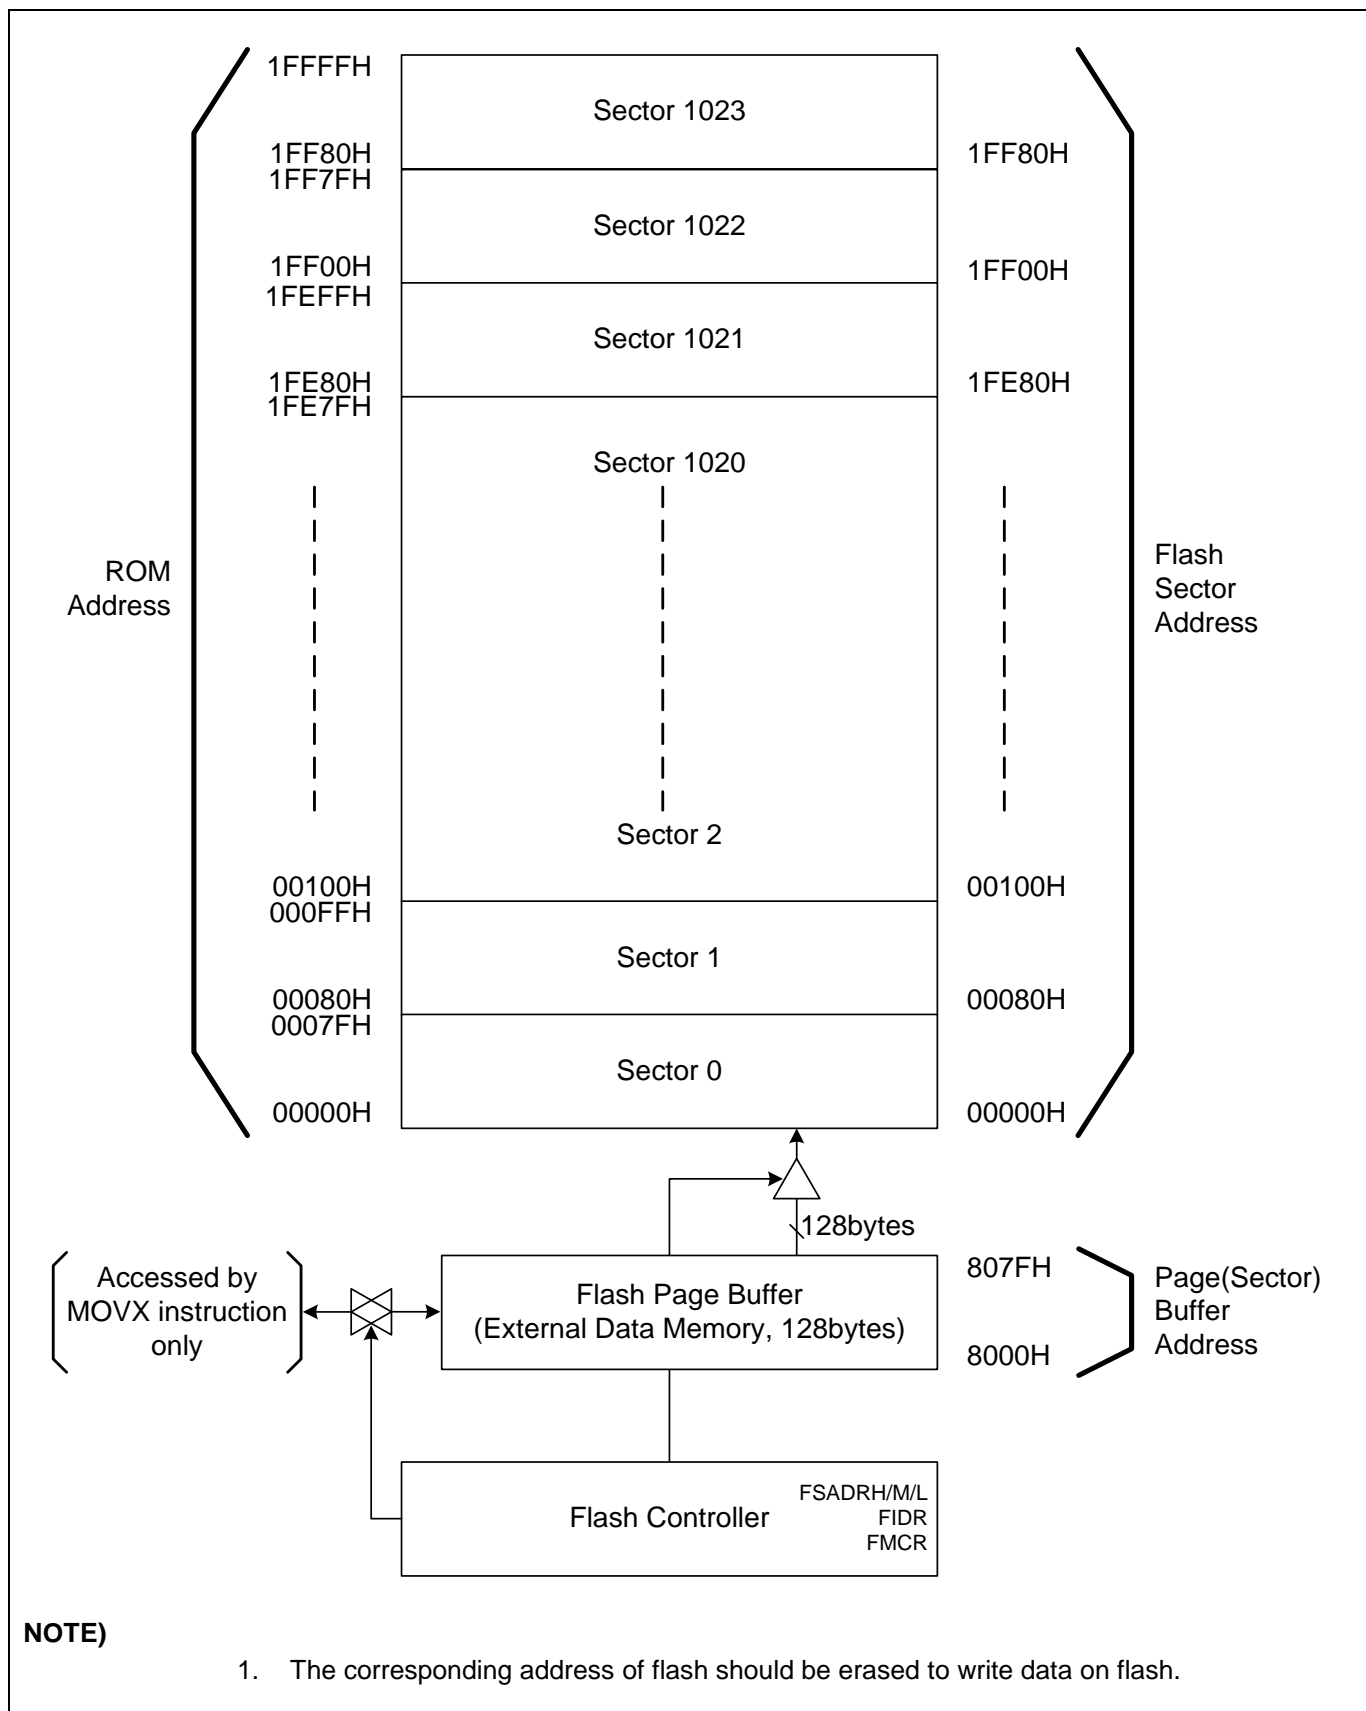 1FFFFH
Sector 1023
1FF80H
1FF80H
1FF7FH
Sector 1022
1FF00H
1FF00H
1FEFFH
Sector 1021
1FE80H
1FE80H
1FE7FH
Sector 1020
ROM
Address
Flash
Sector
Address
Sector 2
00100H
00100H
000FFH
Sector 1
00080H
00080H
0007FH
Sector 0
00000H
00000H
128bytes
Accessed by
MOVX instruction
only
Flash Page Buffer
(External Data Memory, 128bytes)
807FH
8000H
Page(Sector)
Buffer
Address
Flash Controller
FSADRH/M/L
FIDR
FMCR
NOTE)
1. The corresponding address of flash should be erased to write data on flash.